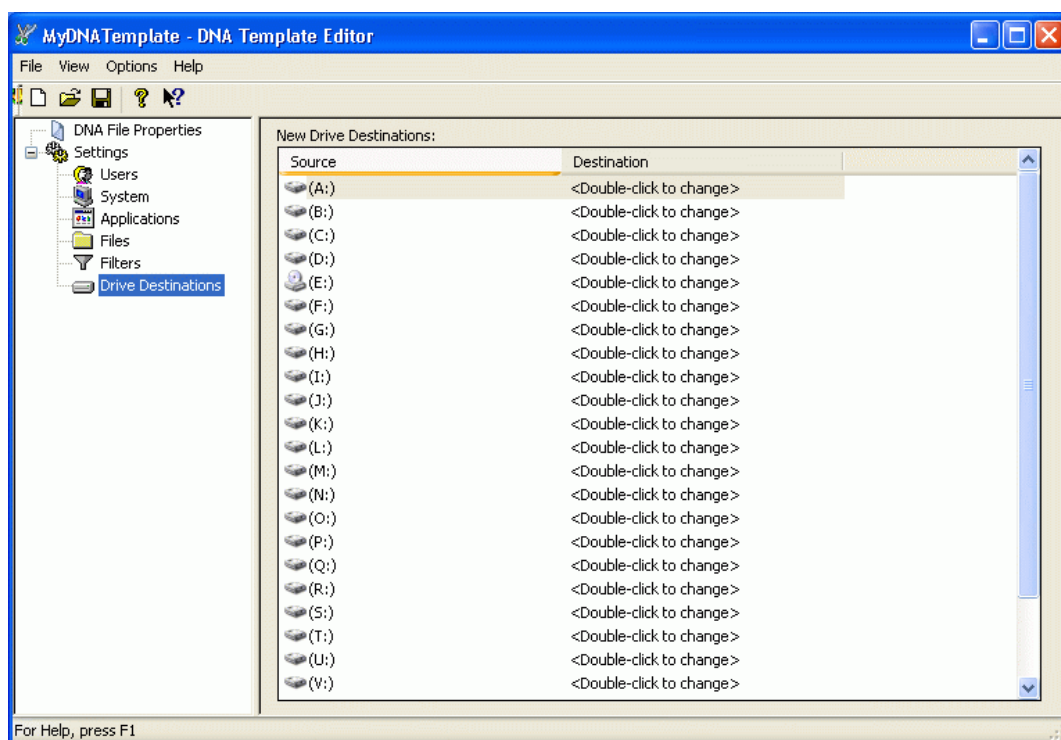 MyDNATemplate - DNA Template Editor
File View Options Help
DNA File Properties
Settings
Users
System
Applications
Files
Filters
Drive Destinations
New Drive Destinations:
Source Destination
(A:) <Double-click to change>
(B:) <Double-click to change>
(C:) <Double-click to change>
(D:) <Double-click to change>
(E:) <Double-click to change>
(F:) <Double-click to change>
(G:) <Double-click to change>
(H:) <Double-click to change>
(I:) <Double-click to change>
(J:) <Double-click to change>
(K:) <Double-click to change>
(L:) <Double-click to change>
(M:) <Double-click to change>
(N:) <Double-click to change>
(O:) <Double-click to change>
(P:) <Double-click to change>
(Q:) <Double-click to change>
(R:) <Double-click to change>
(S:) <Double-click to change>
(T:) <Double-click to change>
(U:) <Double-click to change>
(V:) <Double-click to change>
For Help, press F1